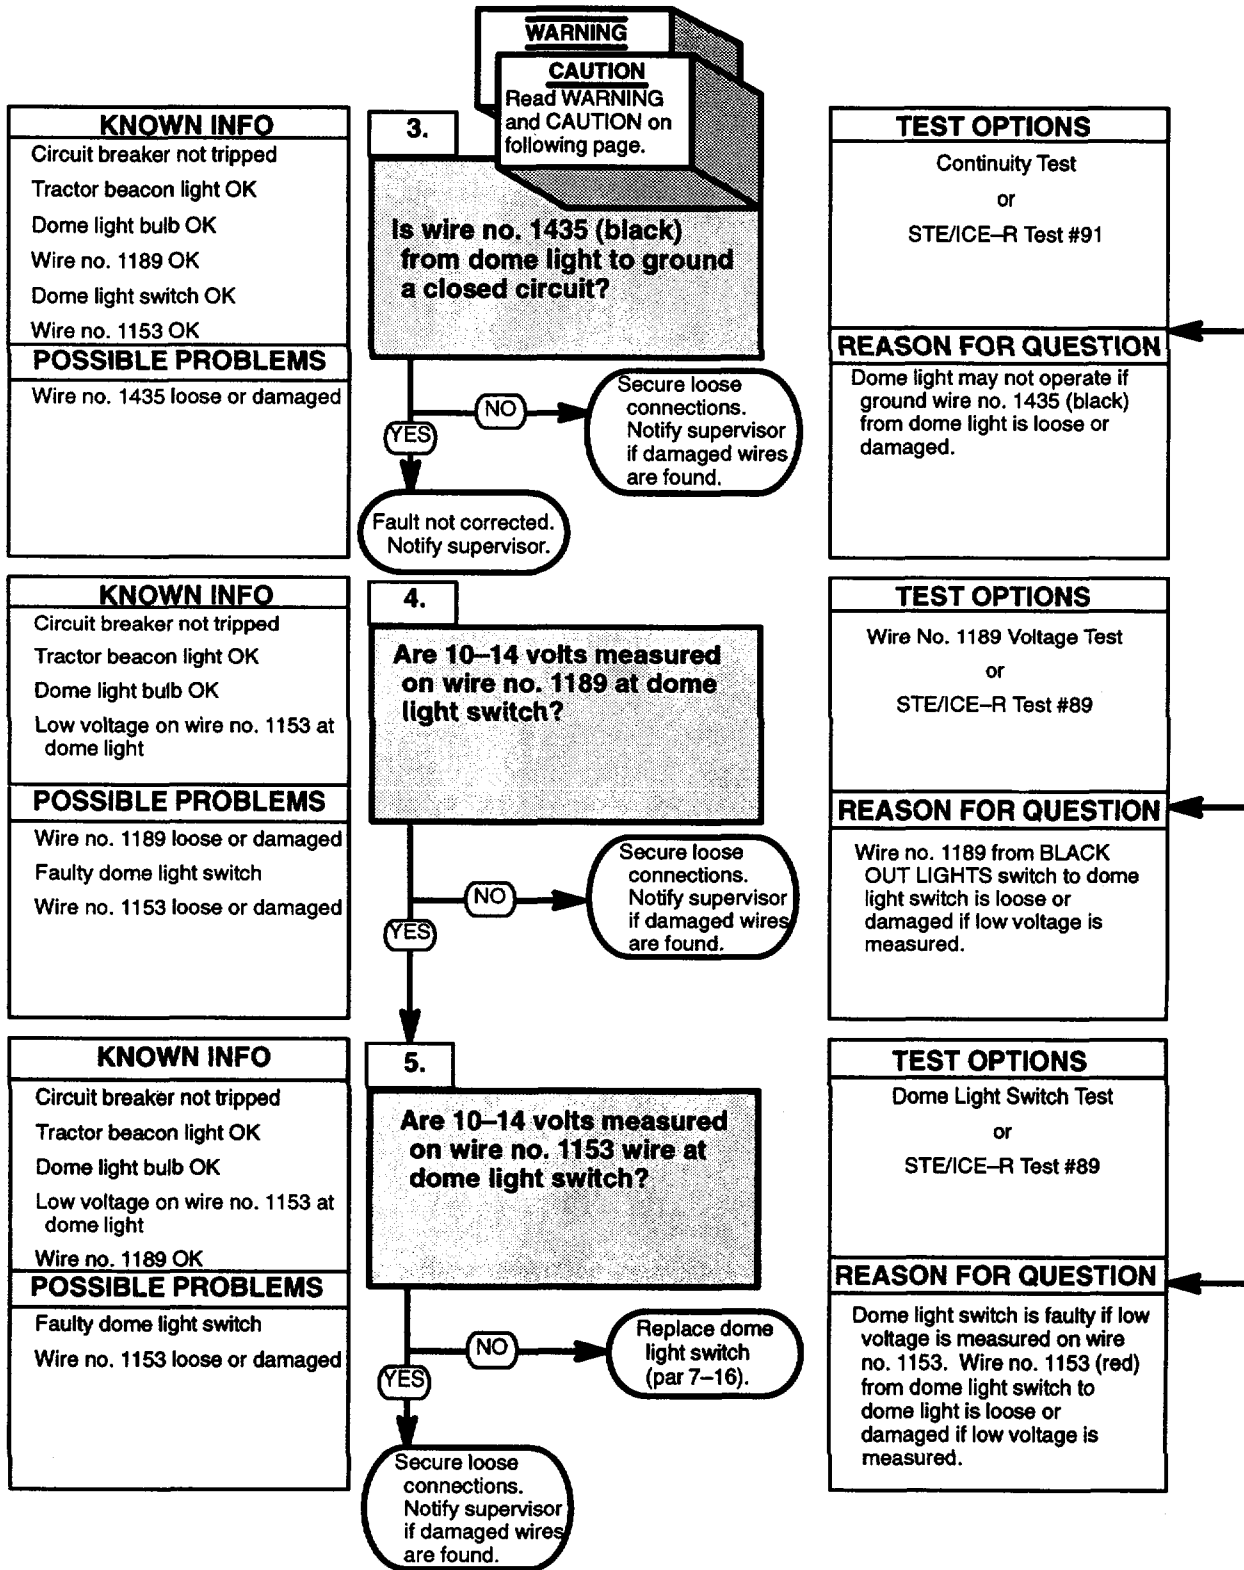 WARNING
CAUTION
Read WARNING
and CAUTION on
following page.
KNOWN INFO
Circuit breaker not tripped
Tractor beacon light OK
Dome light bulb OK
Wire no. 1189 OK
Dome light switch OK
Wire no. 1153 OK
POSSIBLE PROBLEMS
Wire no. 1435 loose or damaged
3.
Is wire no. 1435 (black)
from dome light to ground
a closed circuit?
NO
Secure loose
connections.
Notify supervisor
if damaged wires
are found.
YES
Fault not corrected.
Notify supervisor.
TEST OPTIONS
Continuity Test
or
STE/ICE–R Test #91
REASON FOR QUESTION
Dome light may not operate if
ground wire no. 1435 (black)
from dome light is loose or
damaged.
KNOWN INFO
Circuit breaker not tripped
Tractor beacon light OK
Dome light bulb OK
Low voltage on wire no. 1153 at
dome light
POSSIBLE PROBLEMS
Wire no. 1189 loose or damaged
Faulty dome light switch
Wire no. 1153 loose or damaged
4.
Are 10–14 volts measured
on wire no. 1189 at dome
light switch?
NO
Secure loose
connections.
Notify supervisor
if damaged wires
are found.
YES
TEST OPTIONS
Wire No. 1189 Voltage Test
or
STE/ICE–R Test #89
REASON FOR QUESTION
Wire no. 1189 from BLACK
OUT LIGHTS switch to dome
light switch is loose or
damaged if low voltage is
measured.
KNOWN INFO
Circuit breaker not tripped
Tractor beacon light OK
Dome light bulb OK
Low voltage on wire no. 1153 at
dome light
Wire no. 1189 OK
POSSIBLE PROBLEMS
Faulty dome light switch
Wire no. 1153 loose or damaged
5.
Are 10–14 volts measured
on wire no. 1153 wire at
dome light switch?
NO
Replace dome
light switch
(par 7–16).
YES
Secure loose
connections.
Notify supervisor
if damaged wires
are found.
TEST OPTIONS
Dome Light Switch Test
or
STE/ICE–R Test #89
REASON FOR QUESTION
Dome light switch is faulty if low
voltage is measured on wire
no. 1153. Wire no. 1153 (red)
from dome light switch to
dome light is loose or
damaged if low voltage is
measured.